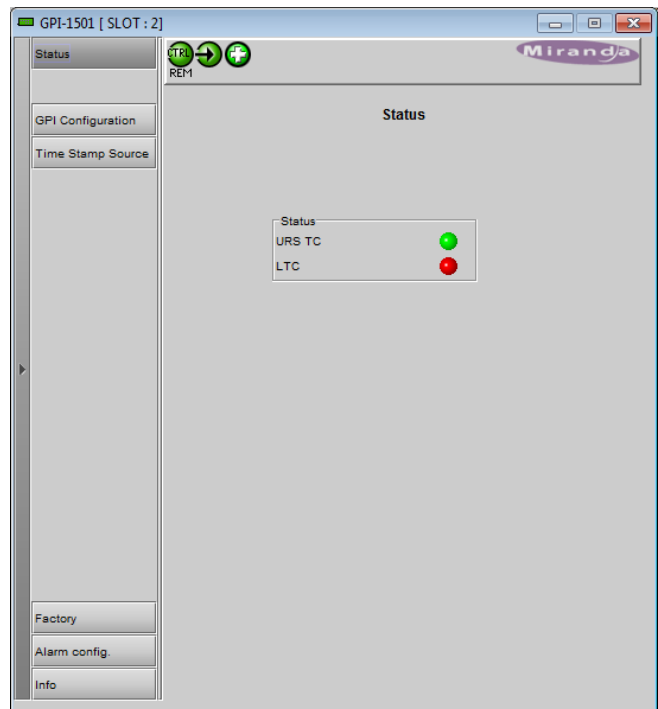 GPI-1501 [ SLOT : 2]
Status
CTRL
REM
Miranda
GPI Configuration
Time Stamp Source
Status
Status
URS TC
LTC
Factory
Alarm config.
Info